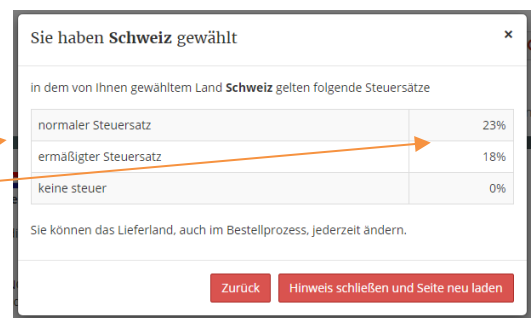 Sie haben Schweiz gewählt ×
in dem von Ihnen gewähltem Land Schweiz gelten folgende Steuersätze
normaler Steuersatz 23%
ermäßigter Steuersatz 18%
keine steuer 0%
Sie können das Lieferland, auch im Bestellprozess, jederzeit ändern.
Zurück Hinweis schließen und Seite neu laden